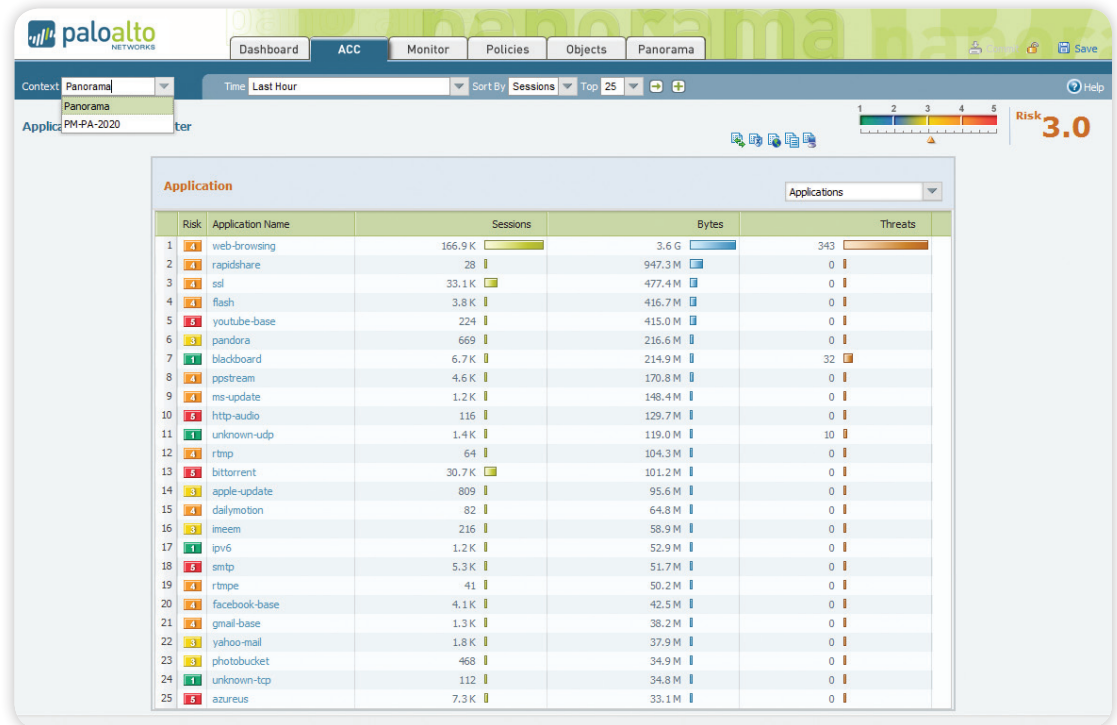 paloalto
NETWORKS
Dashboard ACC Monitor Policies Objects Panorama
Save
Context Panorama Time Last Hour Sort By Sessions Top 25 Help
Panorama
PM-PA-2020
Applica ter
1 2 3 4 5
Risk 3.0
Application Applications
Risk Application Name Sessions Bytes Threats
1 4 web-browsing 166.9 K 3.6 G 343
2 4 rapidshare 28 947.3 M 0
3 4 ssl 33.1 K 477.4 M 0
4 4 flash 3.8 K 416.7 M 0
5 5 youtube-base 224 415.0 M 0
6 3 pandora 669 216.6 M 0
7 1 blackboard 6.7 K 214.9 M 32
8 4 ppstream 4.6 K 170.8 M 0
9 4 ms-update 1.2 K 148.4 M 0
10 5 http-audio 116 129.7 M 0
11 1 unknown-udp 1.4 K 119.0 M 10
12 4 rtmp 64 104.3 M 0
13 5 bittorrent 30.7 K 101.2 M 0
14 3 apple-update 809 95.6 M 0
15 4 dailymotion 82 64.8 M 0
16 3 imeem 216 58.9 M 0
17 1 ipv6 1.2 K 52.9 M 0
18 5 smtp 5.3 K 51.7 M 0
19 4 rtmpe 41 50.2 M 0
20 4 facebook-base 4.1 K 42.5 M 0
21 4 gmail-base 1.3 K 38.2 M 0
22 3 yahoo-mail 1.8 K 37.9 M 0
23 3 photobucket 468 34.9 M 0
24 1 unknown-tcp 112 34.8 M 0
25 5 azureus 7.3 K 33.1 M 0